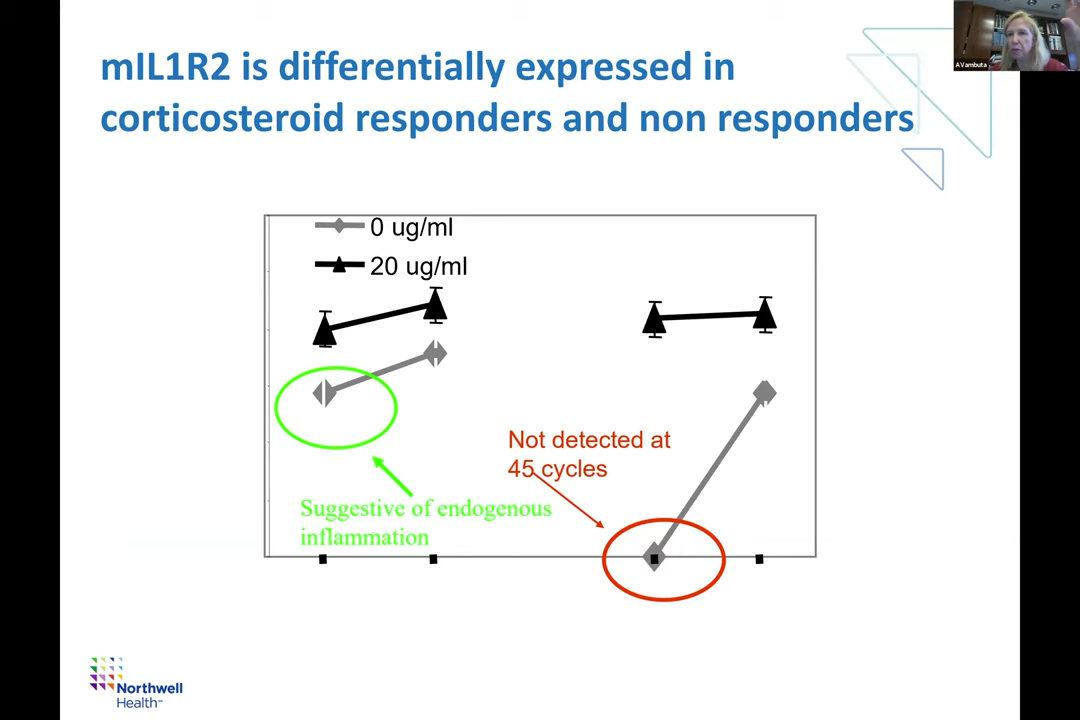 mIL1R2 is differentially expressed in
corticosteroid responders and non responders
AVambuta
0 ug/ml
20 ug/ml
Not detected at
45 cycles
Suggestive of endogenous
inflammation
Northwell
Health